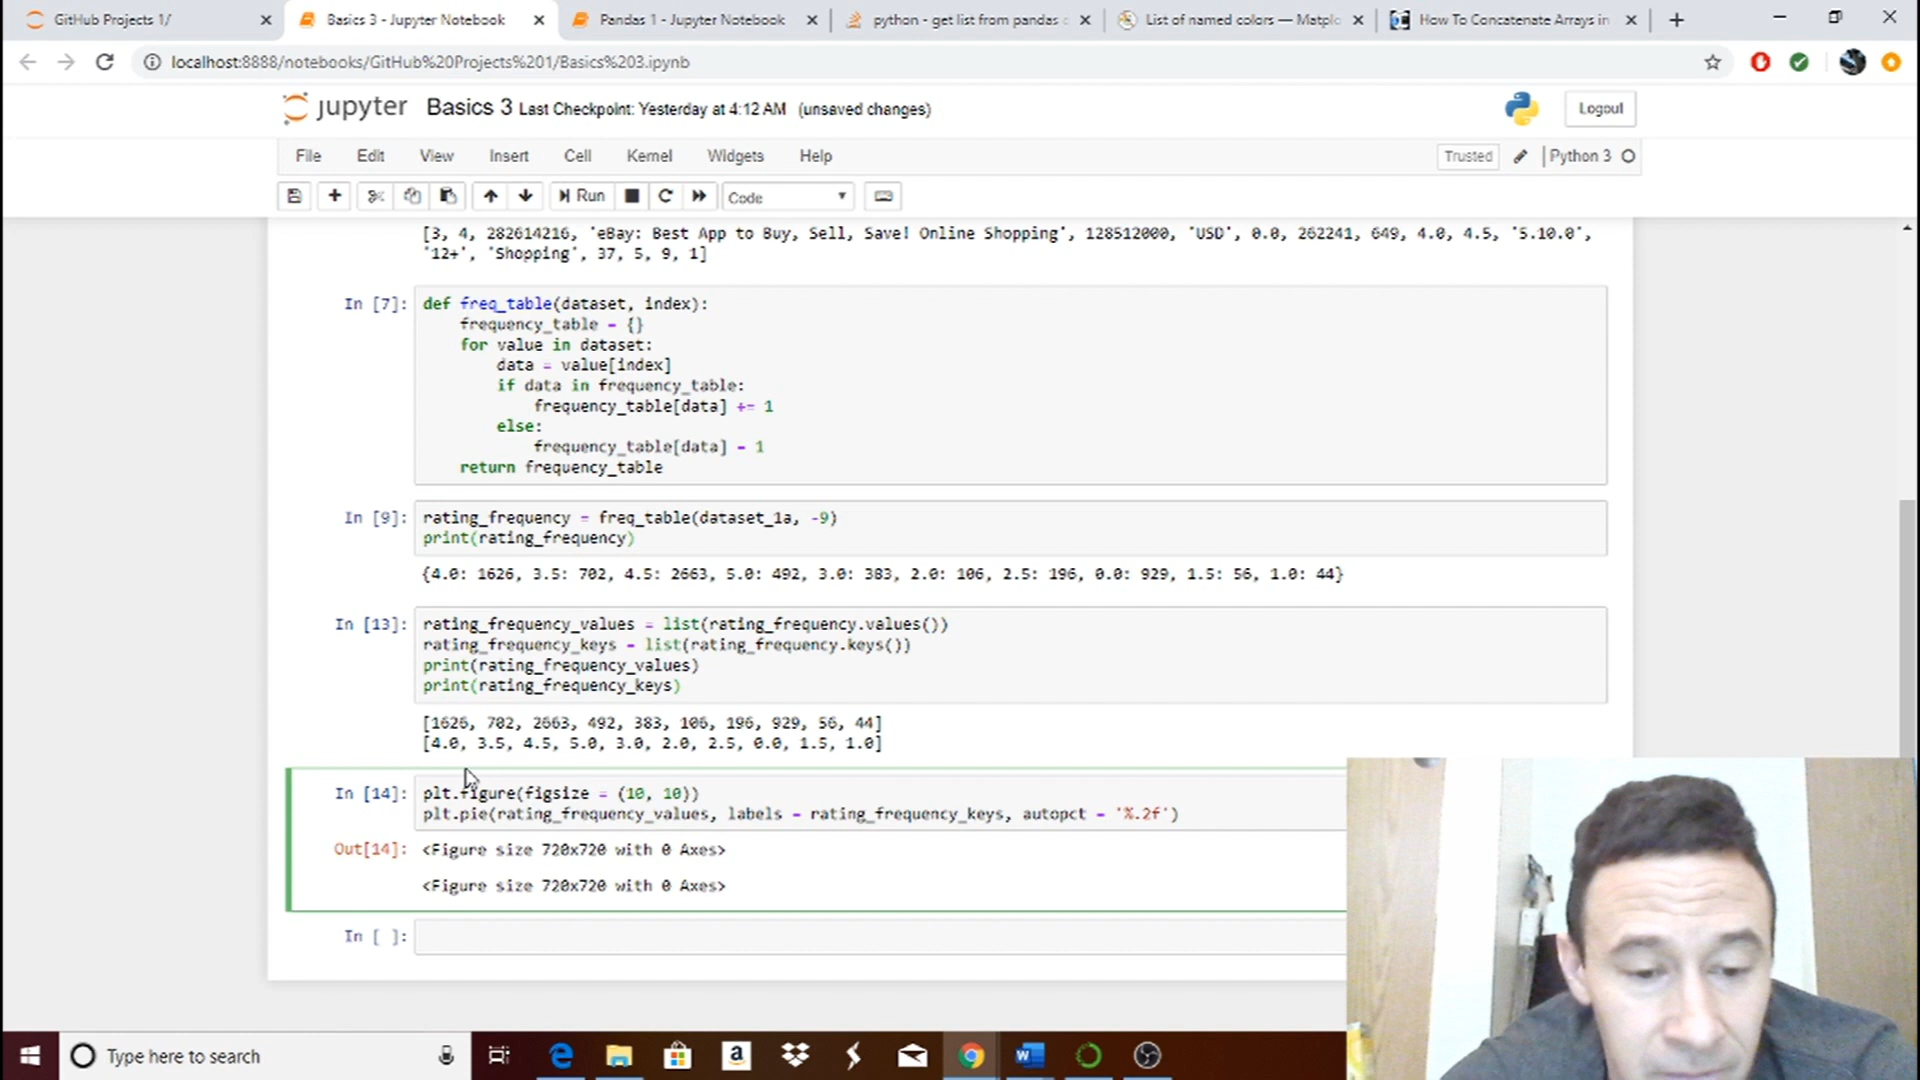 GitHub Projects 1/
Basics 3 - Jupyter Notebook
Pandas 1 - Jupyter Notebook
python - get list from pandas
List of named colors — Matplo
How To Concatenate Arrays in
localhost:8888/notebooks/GitHub%20Projects%201/Basics%203.ipynb
jupyter Basics 3 Last Checkpoint: Yesterday at 4:12 AM (unsaved changes)
Logout
File Edit View Insert Cell Kernel Widgets Help
Trusted Python 3
Run Code
[3, 4, 282614216, 'eBay: Best App to Buy, Sell, Save! Online Shopping', 128512000, 'USD', 0.0, 262241, 649, 4.0, 4.5, '5.10.0',
'12+', 'Shopping', 37, 5, 9, 1]
In [7]: def freq_table(dataset, index):
frequency_table = {}
for value in dataset:
data = value[index]
if data in frequency_table:
frequency_table[data] += 1
else:
frequency_table[data] = 1
return frequency_table
In [9]: rating_frequency = freq_table(dataset_1a, -9)
print(rating_frequency)
{4.0: 1626, 3.5: 702, 4.5: 2663, 5.0: 492, 3.0: 383, 2.0: 106, 2.5: 196, 0.0: 929, 1.5: 56, 1.0: 44}
In [13]: rating_frequency_values = list(rating_frequency.values())
rating_frequency_keys = list(rating_frequency.keys())
print(rating_frequency_values)
print(rating_frequency_keys)
[1626, 702, 2663, 492, 383, 106, 196, 929, 56, 44]
[4.0, 3.5, 4.5, 5.0, 3.0, 2.0, 2.5, 0.0, 1.5, 1.0]
In [14]: plt.figure(figsize = (10, 10))
plt.pie(rating_frequency_values, labels = rating_frequency_keys, autopct = '%.2f')
Out[14]: <Figure size 720x720 with 0 Axes>
<Figure size 720x720 with 0 Axes>
In [ ]:
Type here to search